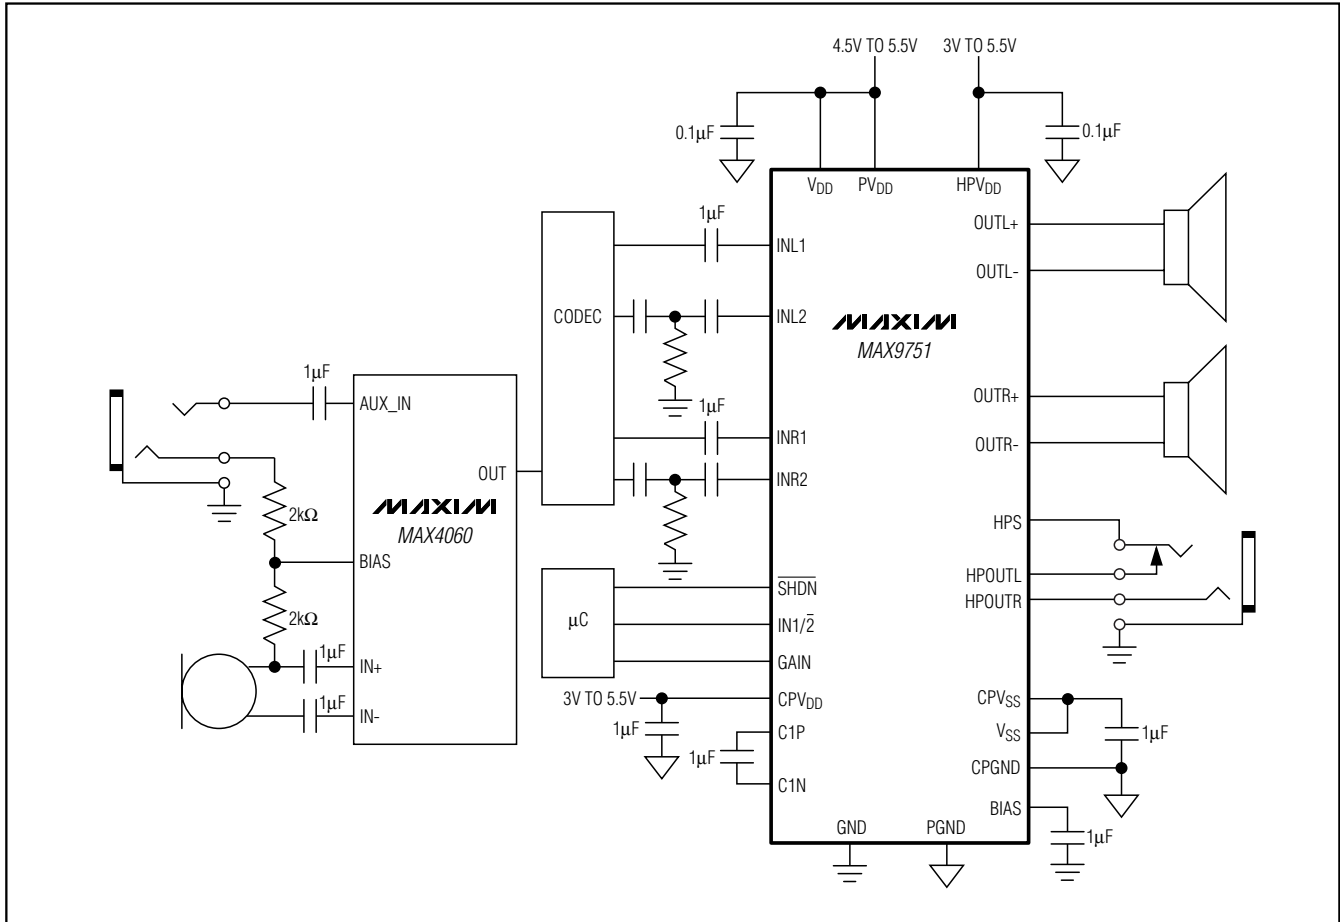 4.5V TO 5.5V
3V TO 5.5V
0.1μF
0.1μF
VDD
PVDD
HPVDD
1μF
INL1
OUTL+
OUTL-
CODEC
INL2
MAXIM
MAX9751
1μF
AUX_IN
1μF
INR1
OUTR+
OUTR-
OUT
INR2
2kΩ
MAXIM
MAX4060
HPS
BIAS
HPOUTL
HPOUTR
μC
SHDN
IN1/2̅
GAIN
2kΩ
1μF
IN+
1μF
IN-
3V TO 5.5V
CPVDD
CPVSS
1μF
C1P
VSS
1μF
1μF
C1N
CPGND
BIAS
1μF
GND
PGND